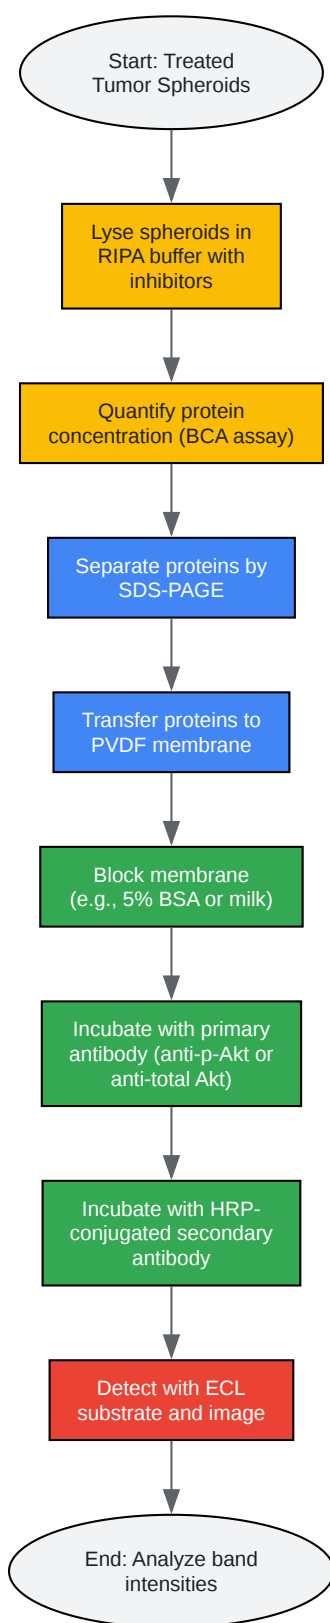 Start: Treated
Tumor Spheroids
Lyse spheroids in
RIPA buffer with
inhibitors
Quantify protein
concentration (BCA assay)
Separate proteins by
SDS-PAGE
Transfer proteins to
PVDF membrane
Block membrane
(e.g., 5% BSA or milk)
Incubate with primary
antibody (anti-p-Akt or
anti-total Akt)
Incubate with HRP-
conjugated secondary
antibody
Detect with ECL
substrate and image
End: Analyze band
intensities